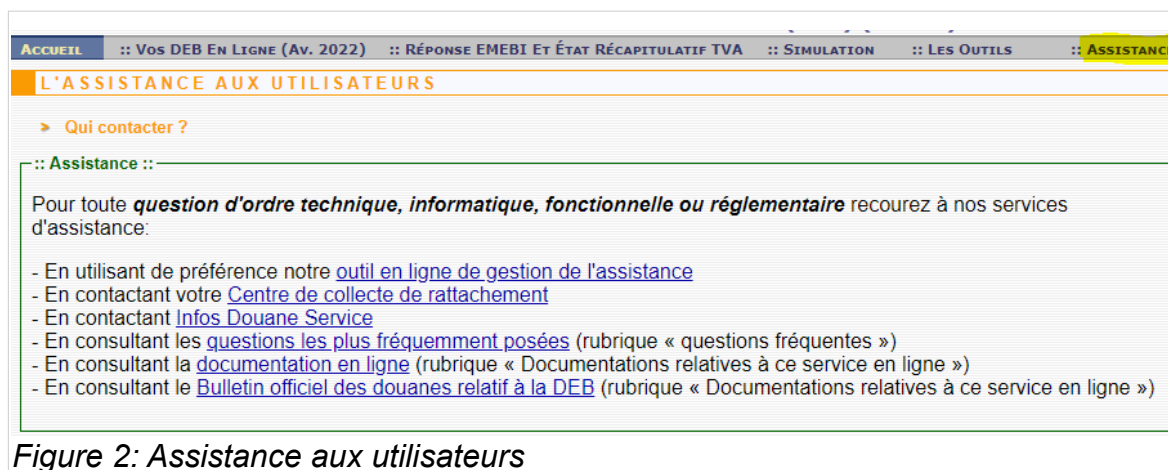 ACCUEIL :: VOS DEB EN LIGNE (AV. 2022) :: RÉPONSE EMEBI ET ÉTAT RÉCAPITULATIF TVA :: SIMULATION :: LES OUTILS :: ASSISTANCE
L'ASSISTANCE AUX UTILISATEURS
> Qui contacter ?
:: Assistance ::
Pour toute question d'ordre technique, informatique, fonctionnelle ou réglementaire recourez à nos services
d'assistance:
- En utilisant de préférence notre outil en ligne de gestion de l'assistance
- En contactant votre Centre de collecte de rattachement
- En contactant Infos Douane Service
- En consultant les questions les plus fréquemment posées (rubrique « questions fréquentes »)
- En consultant la documentation en ligne (rubrique « Documentations relatives à ce service en ligne »)
- En consultant le Bulletin officiel des douanes relatif à la DEB (rubrique « Documentations relatives à ce service en ligne »)
Figure 2: Assistance aux utilisateurs